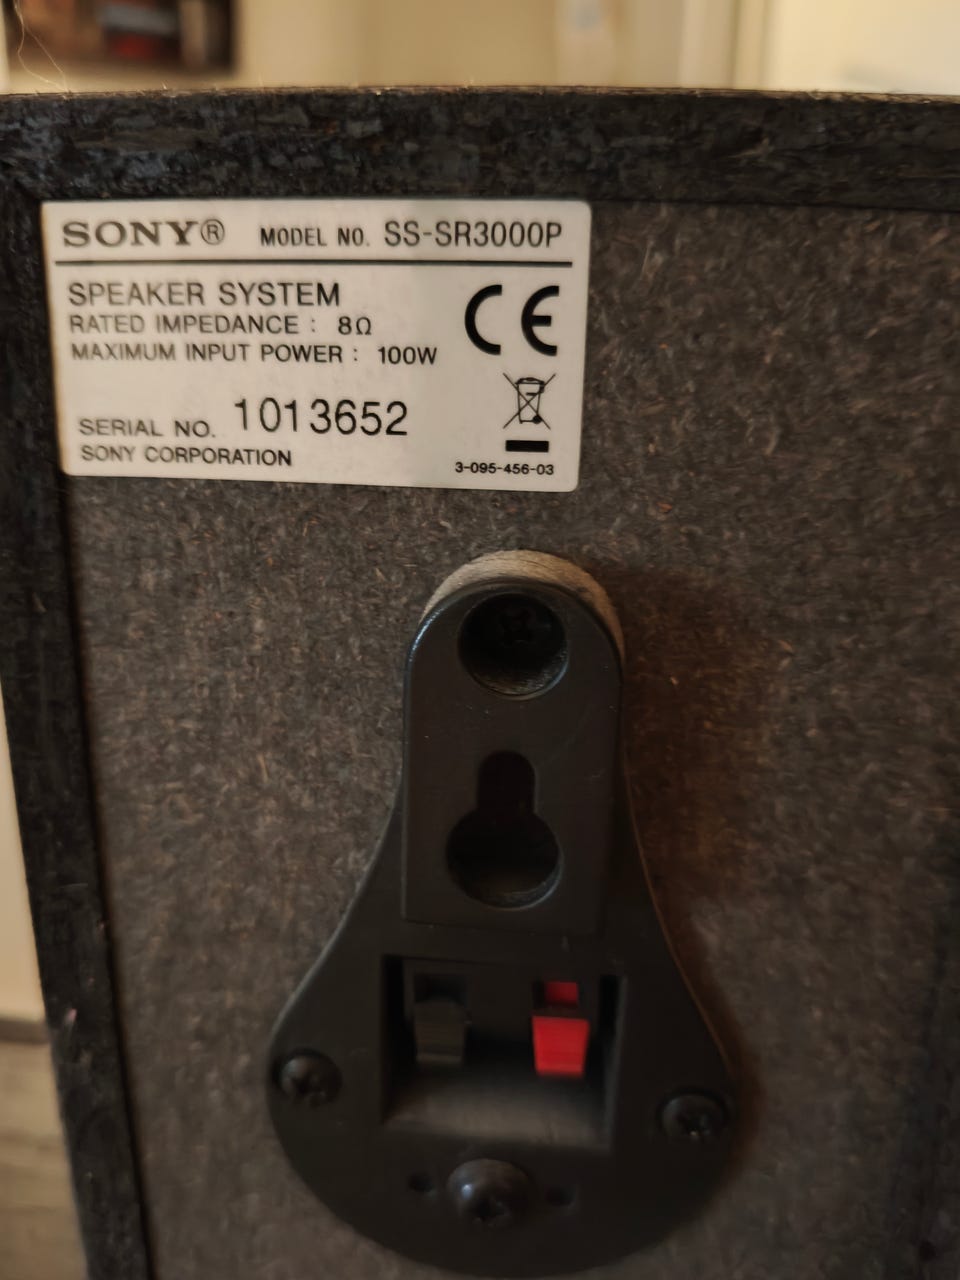 SONY® MODEL NO. SS-SR3000P
SPEAKER SYSTEM
RATED IMPEDANCE : 8Ω
MAXIMUM INPUT POWER : 100W
CE
SERIAL NO. 1013652
SONY CORPORATION
3-095-456-03